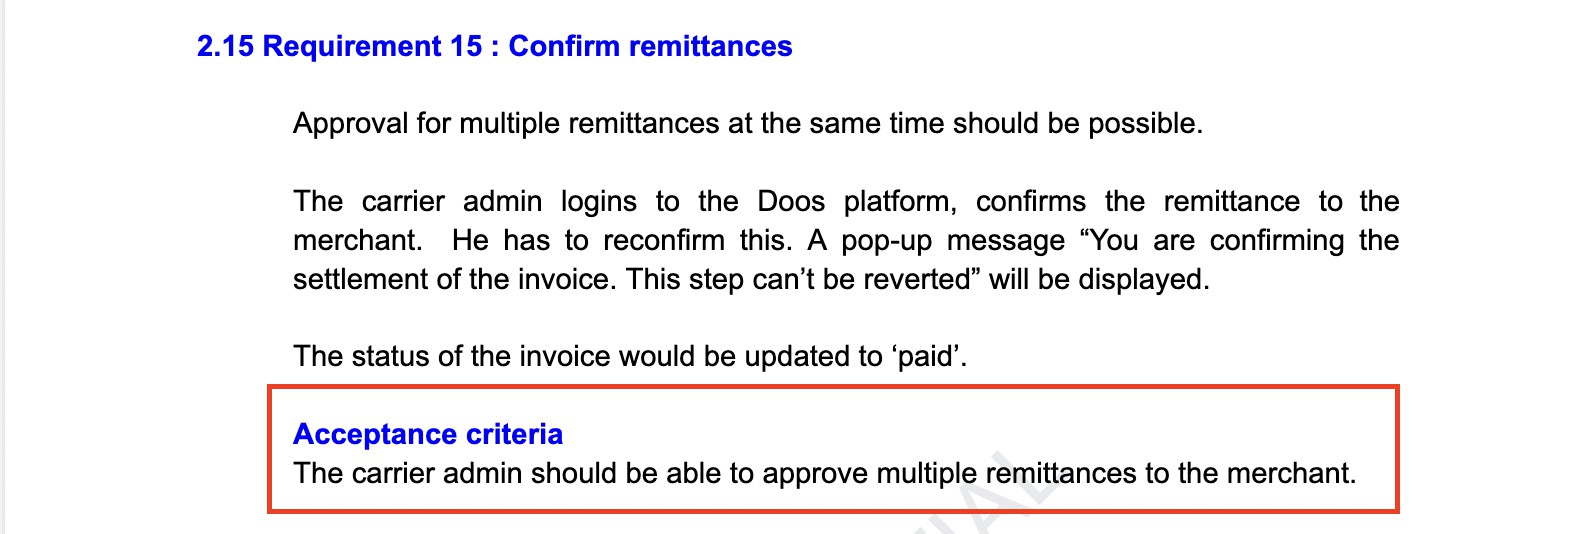 2.15 Requirement 15 : Confirm remittances
Approval for multiple remittances at the same time should be possible.
The carrier admin logins to the Doos platform, confirms the remittance to the
merchant.  He has to reconfirm this. A pop-up message “You are confirming the
settlement of the invoice. This step can’t be reverted” will be displayed.
The status of the invoice would be updated to ‘paid’.
Acceptance criteria
The carrier admin should be able to approve multiple remittances to the merchant.